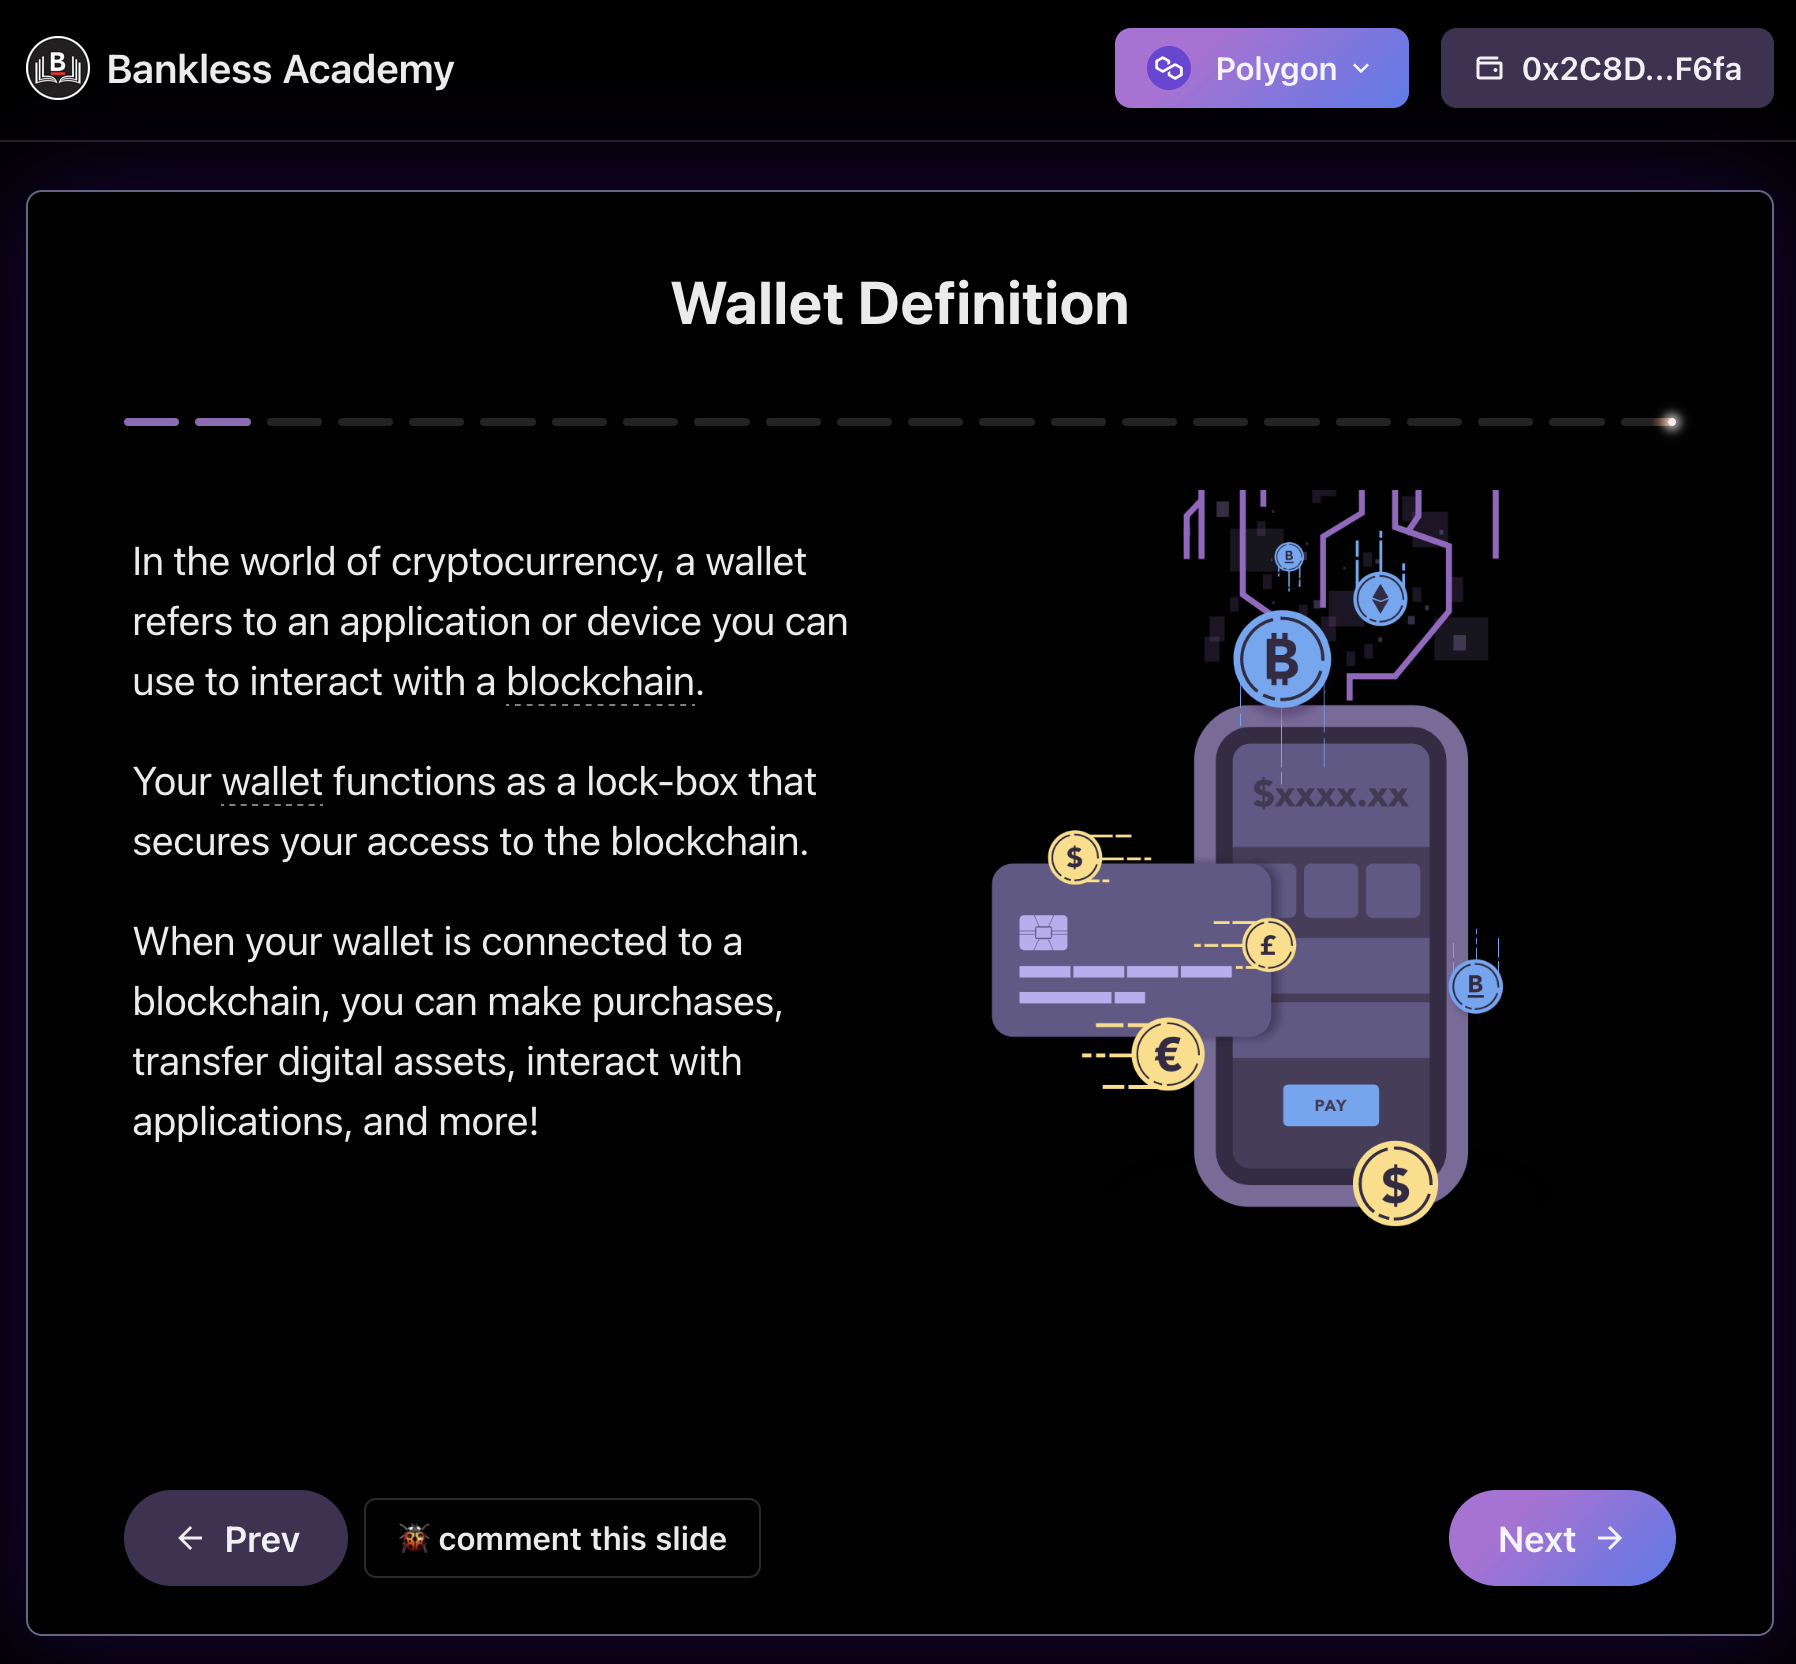 B
Bankless Academy
Polygon
0x2C8D...F6fa
Wallet Definition
In the world of cryptocurrency, a wallet
refers to an application or device you can
use to interact with a blockchain.
Your wallet functions as a lock-box that
secures your access to the blockchain.
When your wallet is connected to a
blockchain, you can make purchases,
transfer digital assets, interact with
applications, and more!
B
₿
$xxxx.xx
$
£
B
€
PAY
$
← Prev
comment this slide
Next →